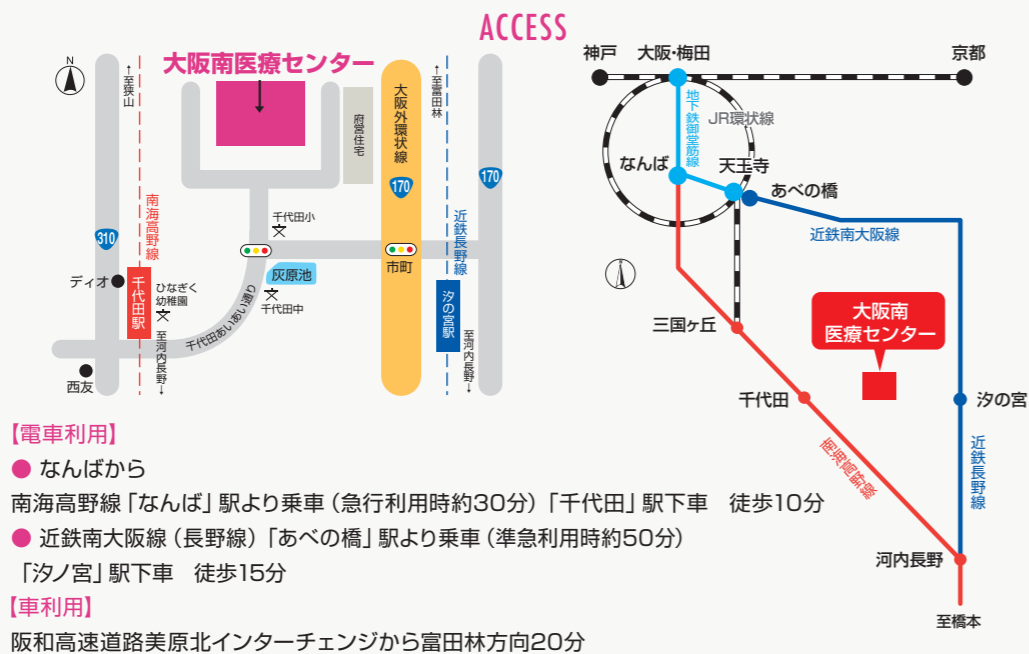 ACCESS
大阪南医療センター
N
←至狭山
南海高野線
310
ディオ
千代田駅
ひなぎく
幼稚園
至河内長野→
西友
千代田あいあい通り
千代田小
灰原池
千代田中
府営住宅
大阪外環状線
170
市町
←至富田林
近鉄長野線
汐の宮駅
至河内長野→
170
神戸
大阪・梅田
京都
地下鉄御堂筋線
JR環状線
なんば
天王寺
あべの橋
近鉄南大阪線
三国ヶ丘
大阪南
医療センター
千代田
汐の宮
南海高野線
近鉄長野線
河内長野
至橋本
【電車利用】
● なんばから
南海高野線「なんば」駅より乗車（急行利用時約30分）「千代田」駅下車　徒歩10分
● 近鉄南大阪線（長野線）「あべの橋」駅より乗車（準急利用時約50分）
「汐ノ宮」駅下車　徒歩15分
【車利用】
阪和高速道路美原北インターチェンジから富田林方向20分